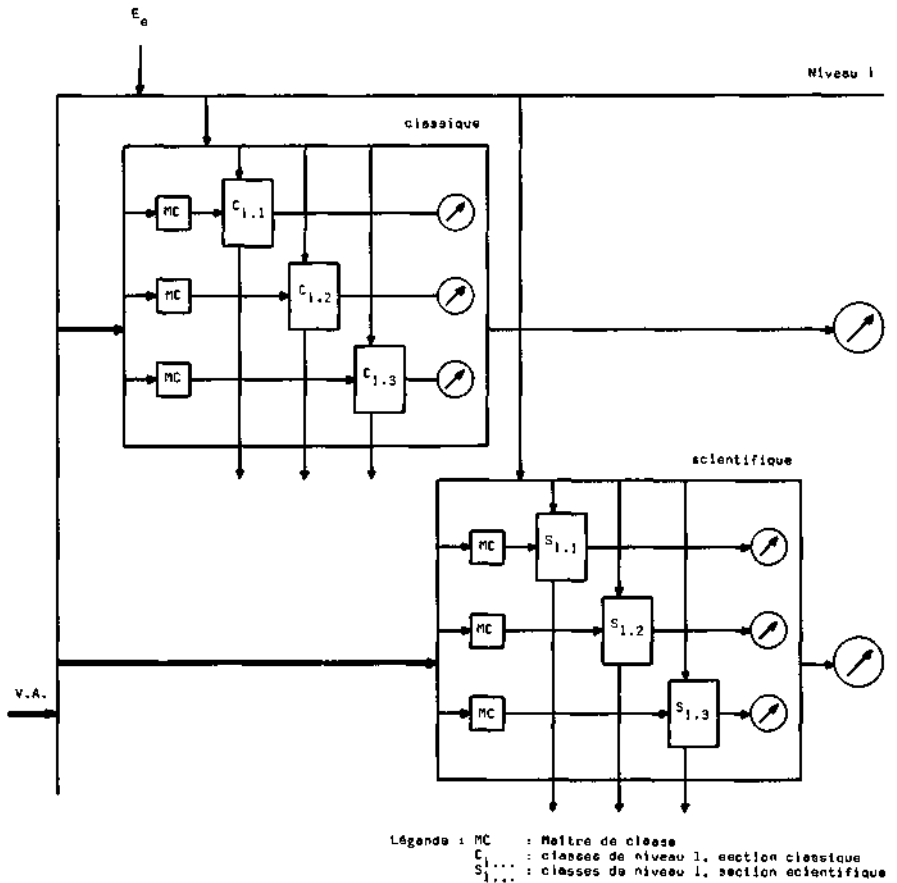 E_e
Niveau i
classique
MC
C_i.1
MC
C_i.2
MC
C_i.3
scientifique
MC
S_i.1
MC
S_i.2
V.A.
MC
S_i.3
Légende : MC : Maître de classe
C_i... : classes de niveau i, section classique
S_i... : classes de niveau i, section scientifique